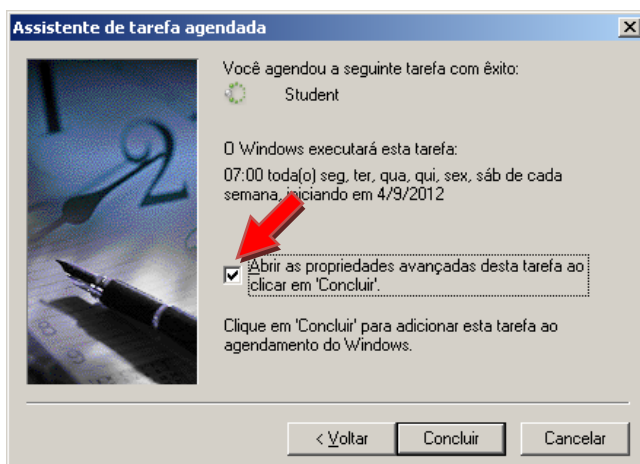 Assistente de tarefa agendada
Você agendou a seguinte tarefa com êxito:
Student
O Windows executará esta tarefa:
07:00 toda(o) seg, ter, qua, qui, sex, sáb de cada
semana, iniciando em 4/9/2012
Abrir as propriedades avançadas desta tarefa ao
clicar em 'Concluir'.
Clique em 'Concluir' para adicionar esta tarefa ao
agendamento do Windows.
< Voltar
Concluir
Cancelar